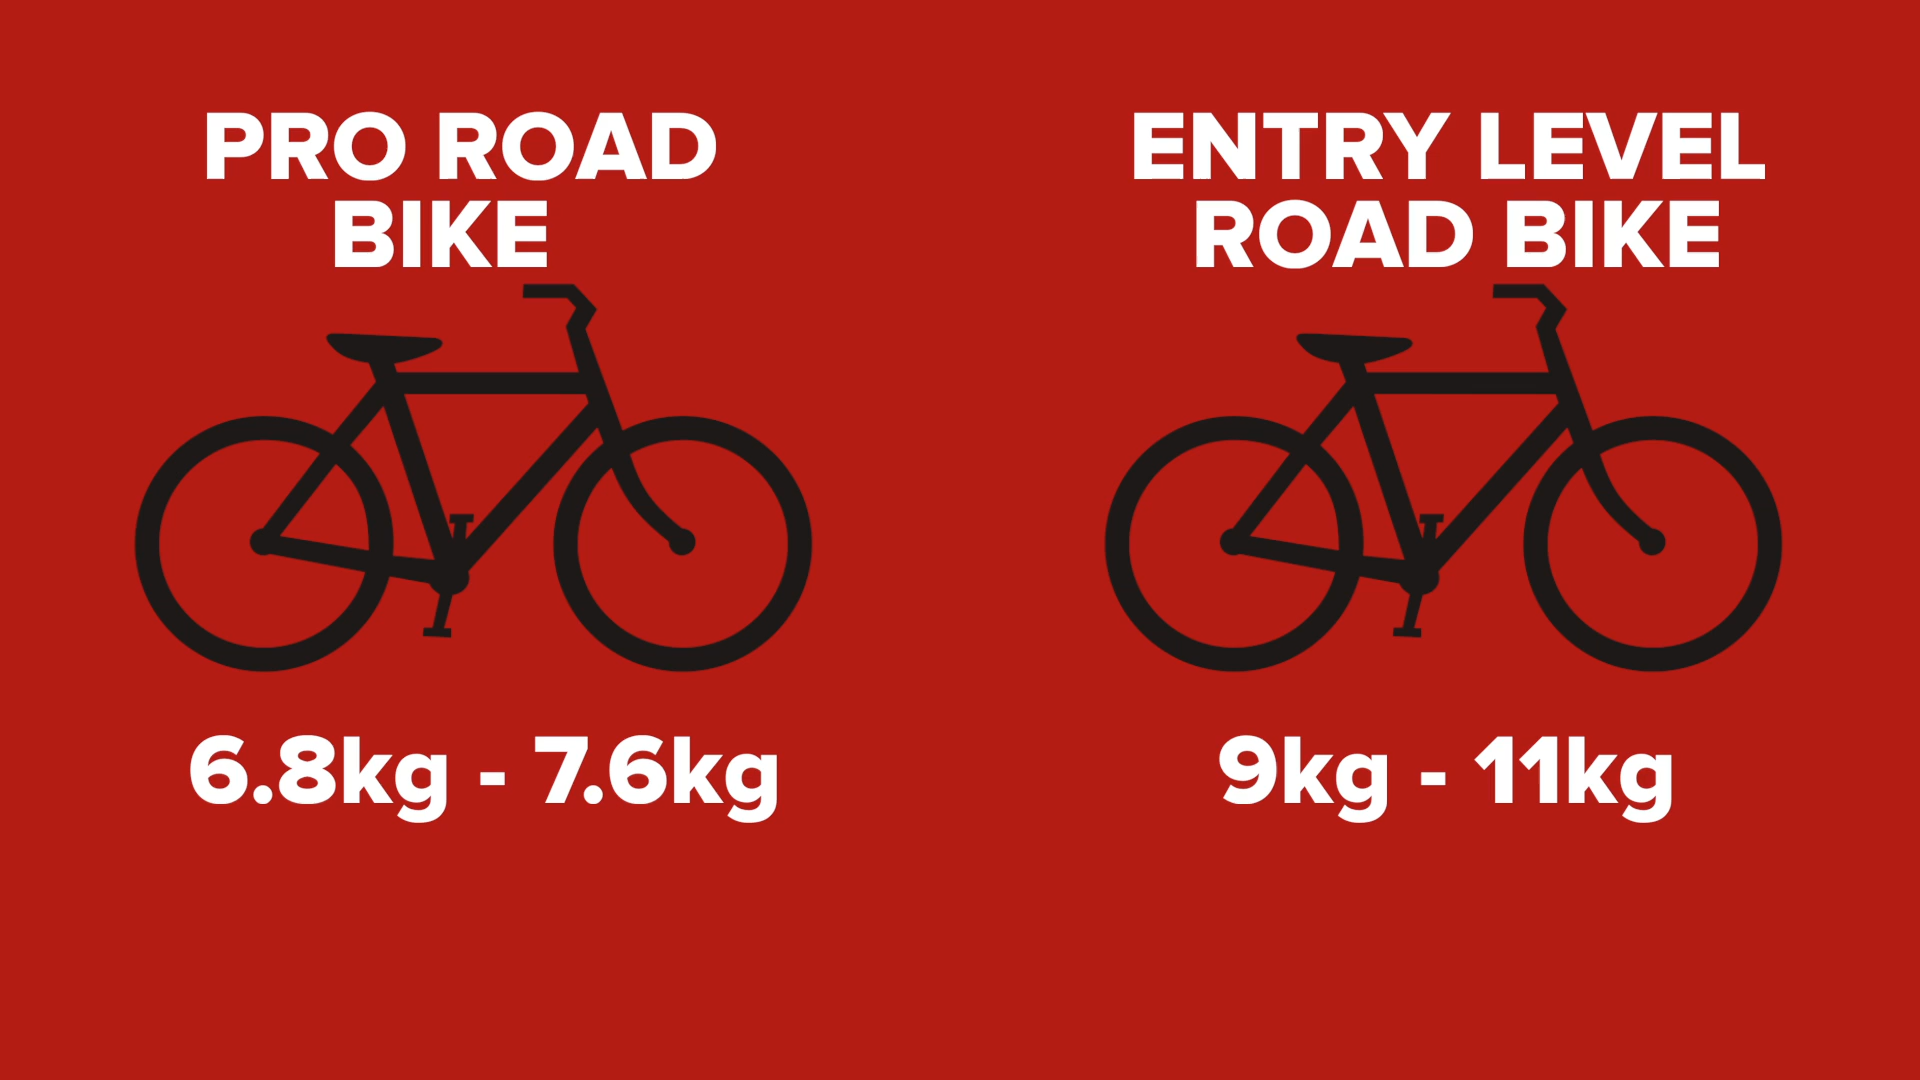 PRO ROAD
BIKE
6.8kg - 7.6kg
ENTRY LEVEL
ROAD BIKE
9kg - 11kg